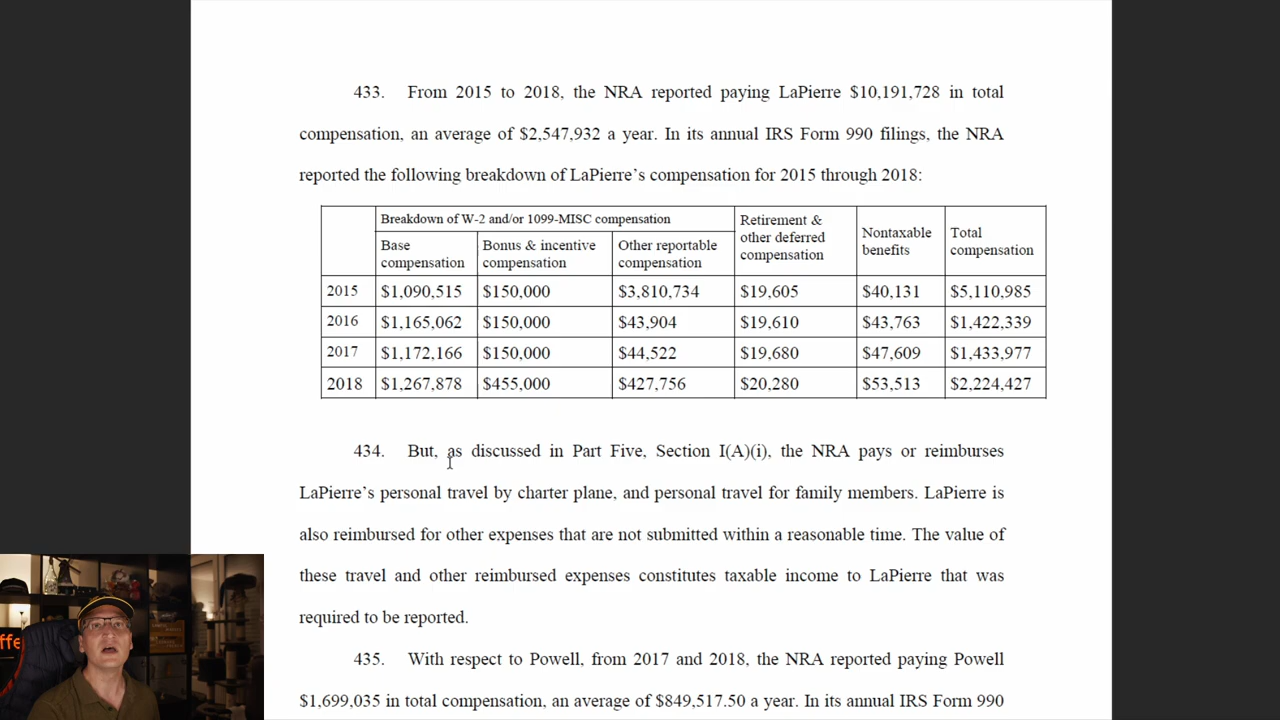 433. From 2015 to 2018, the NRA reported paying LaPierre $10,191,728 in total
compensation, an average of $2,547,932 a year. In its annual IRS Form 990 filings, the NRA
reported the following breakdown of LaPierre's compensation for 2015 through 2018:
Breakdown of W-2 and/or 1099-MISC compensation
Retirement &
other deferred
compensation
Nontaxable
benefits
Total
compensation
Base
compensation
Bonus & incentive
compensation
Other reportable
compensation
2015 $1,090,515 $150,000 $3,810,734 $19,605 $40,131 $5,110,985
2016 $1,165,062 $150,000 $43,904 $19,610 $43,763 $1,422,339
2017 $1,172,166 $150,000 $44,522 $19,680 $47,609 $1,433,977
2018 $1,267,878 $455,000 $427,756 $20,280 $53,513 $2,224,427
434. But, as discussed in Part Five, Section I(A)(i), the NRA pays or reimburses
LaPierre's personal travel by charter plane, and personal travel for family members. LaPierre is
also reimbursed for other expenses that are not submitted within a reasonable time. The value of
these travel and other reimbursed expenses constitutes taxable income to LaPierre that was
required to be reported.
435. With respect to Powell, from 2017 and 2018, the NRA reported paying Powell
$1,699,035 in total compensation, an average of $849,517.50 a year. In its annual IRS Form 990
ffe